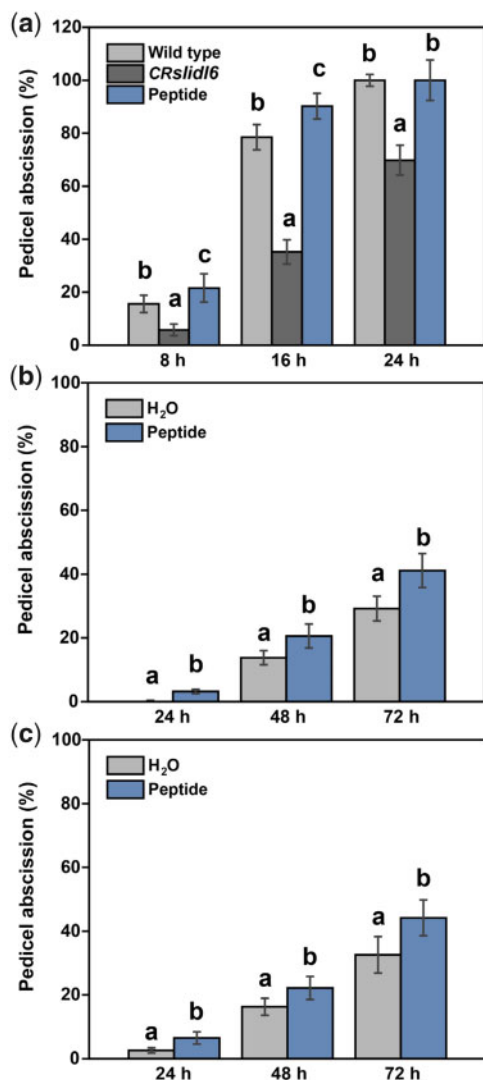 (a)
120
100
80
60
40
20
0
Pedicel abscission (%)
Wild type
CRslidl6
Peptide
b
a
c
b
a
c
b
a
b
8 h 16 h 24 h
(b)
100
80
60
40
20
0
Pedicel abscission (%)
H₂O
Peptide
a
b
a
b
a
b
24 h 48 h 72 h
(c)
100
80
60
40
20
0
Pedicel abscission (%)
H₂O
Peptide
a
b
a
b
a
b
24 h 48 h 72 h